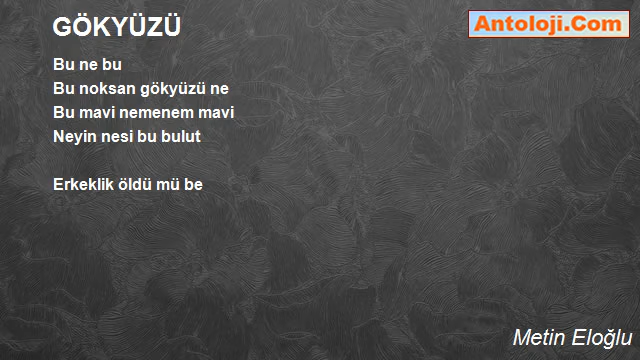 GÖKYÜZÜ
Antoloji.Com
Bu ne bu
Bu noksan gökyüzü ne
Bu mavi nemenem mavi
Neyin nesi bu bulut
Erkeklik öldü mü be
Metin Eloğlu